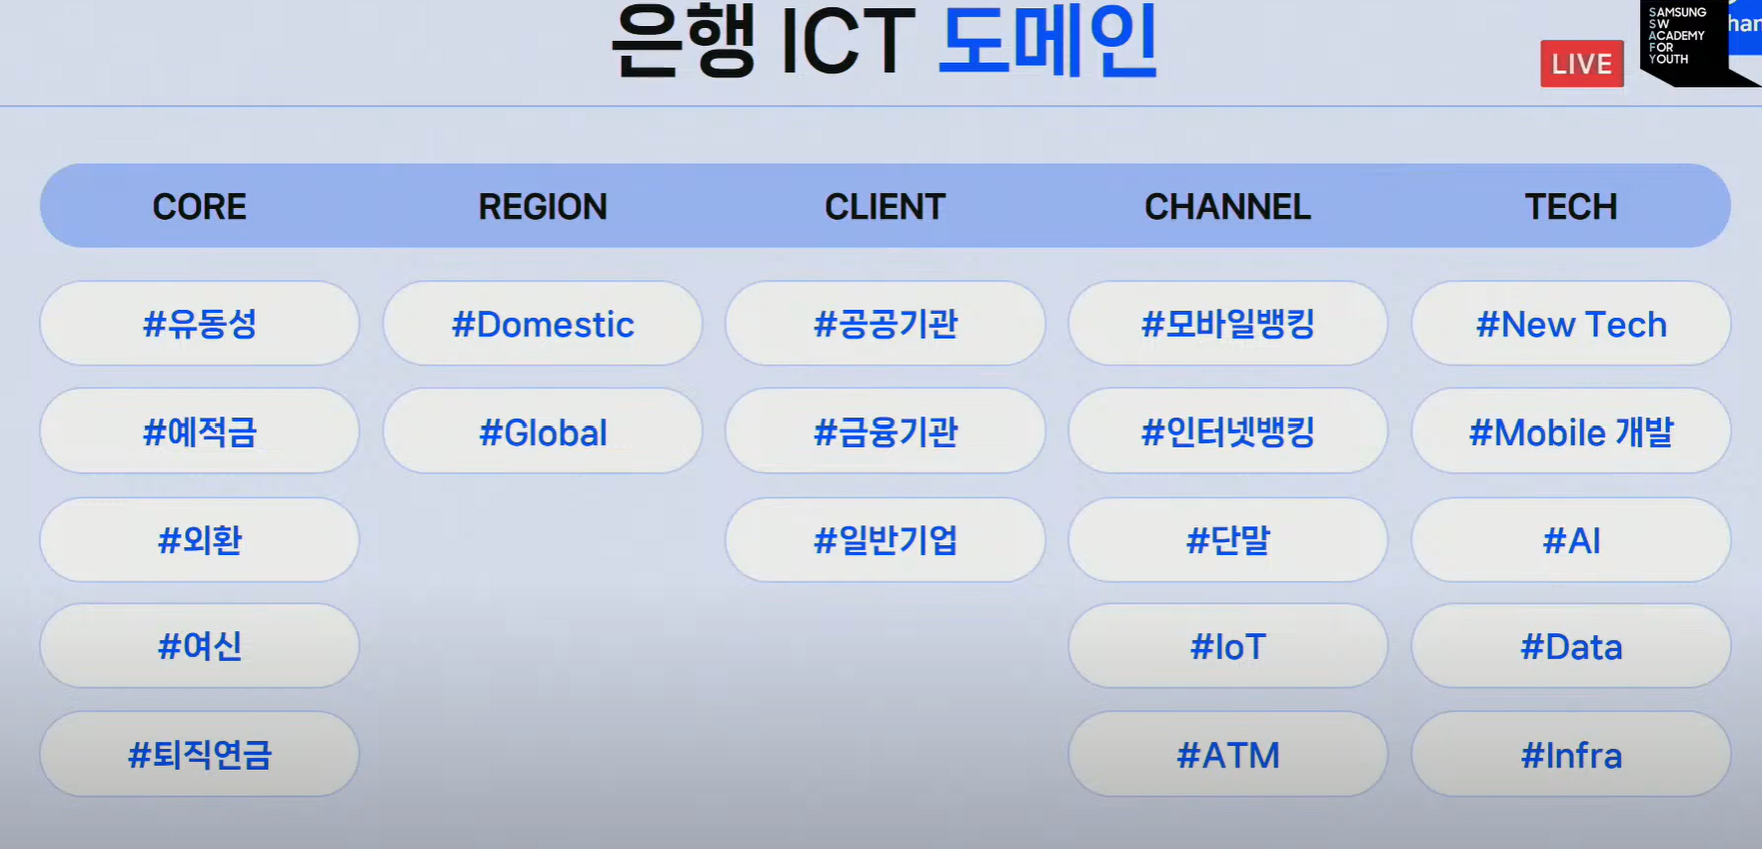 은행 ICT 도메인
LIVE
SAMSUNG
SW
ACADEMY
FOR
YOUTH
CORE REGION CLIENT CHANNEL TECH
#유동성 #Domestic #공공기관 #모바일뱅킹 #New Tech
#예적금 #Global #금융기관 #인터넷뱅킹 #Mobile 개발
#외환 #일반기업 #단말 #AI
#여신 #IoT #Data
#퇴직연금 #ATM #Infra